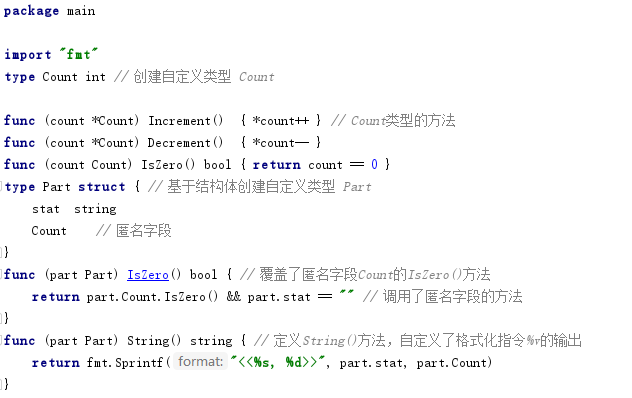 package main
import "fmt"
type Count int // 创建自定义类型 Count
func (count *Count) Increment()  { *count++ } // Count类型的方法
func (count *Count) Decrement()  { *count-- }
func (count Count) IsZero() bool { return count == 0 }
type Part struct { // 基于结构体创建自定义类型 Part
    stat  string
    Count    // 匿名字段
}
func (part Part) IsZero() bool { // 覆盖了匿名字段Count的IsZero()方法
    return part.Count.IsZero() && part.stat == "" // 调用了匿名字段的方法
}
func (part Part) String() string { // 定义String()方法，自定义了格式化指令%v的输出
    return fmt.Sprintf( format: "<<%s, %d>>", part.stat, part.Count)
}